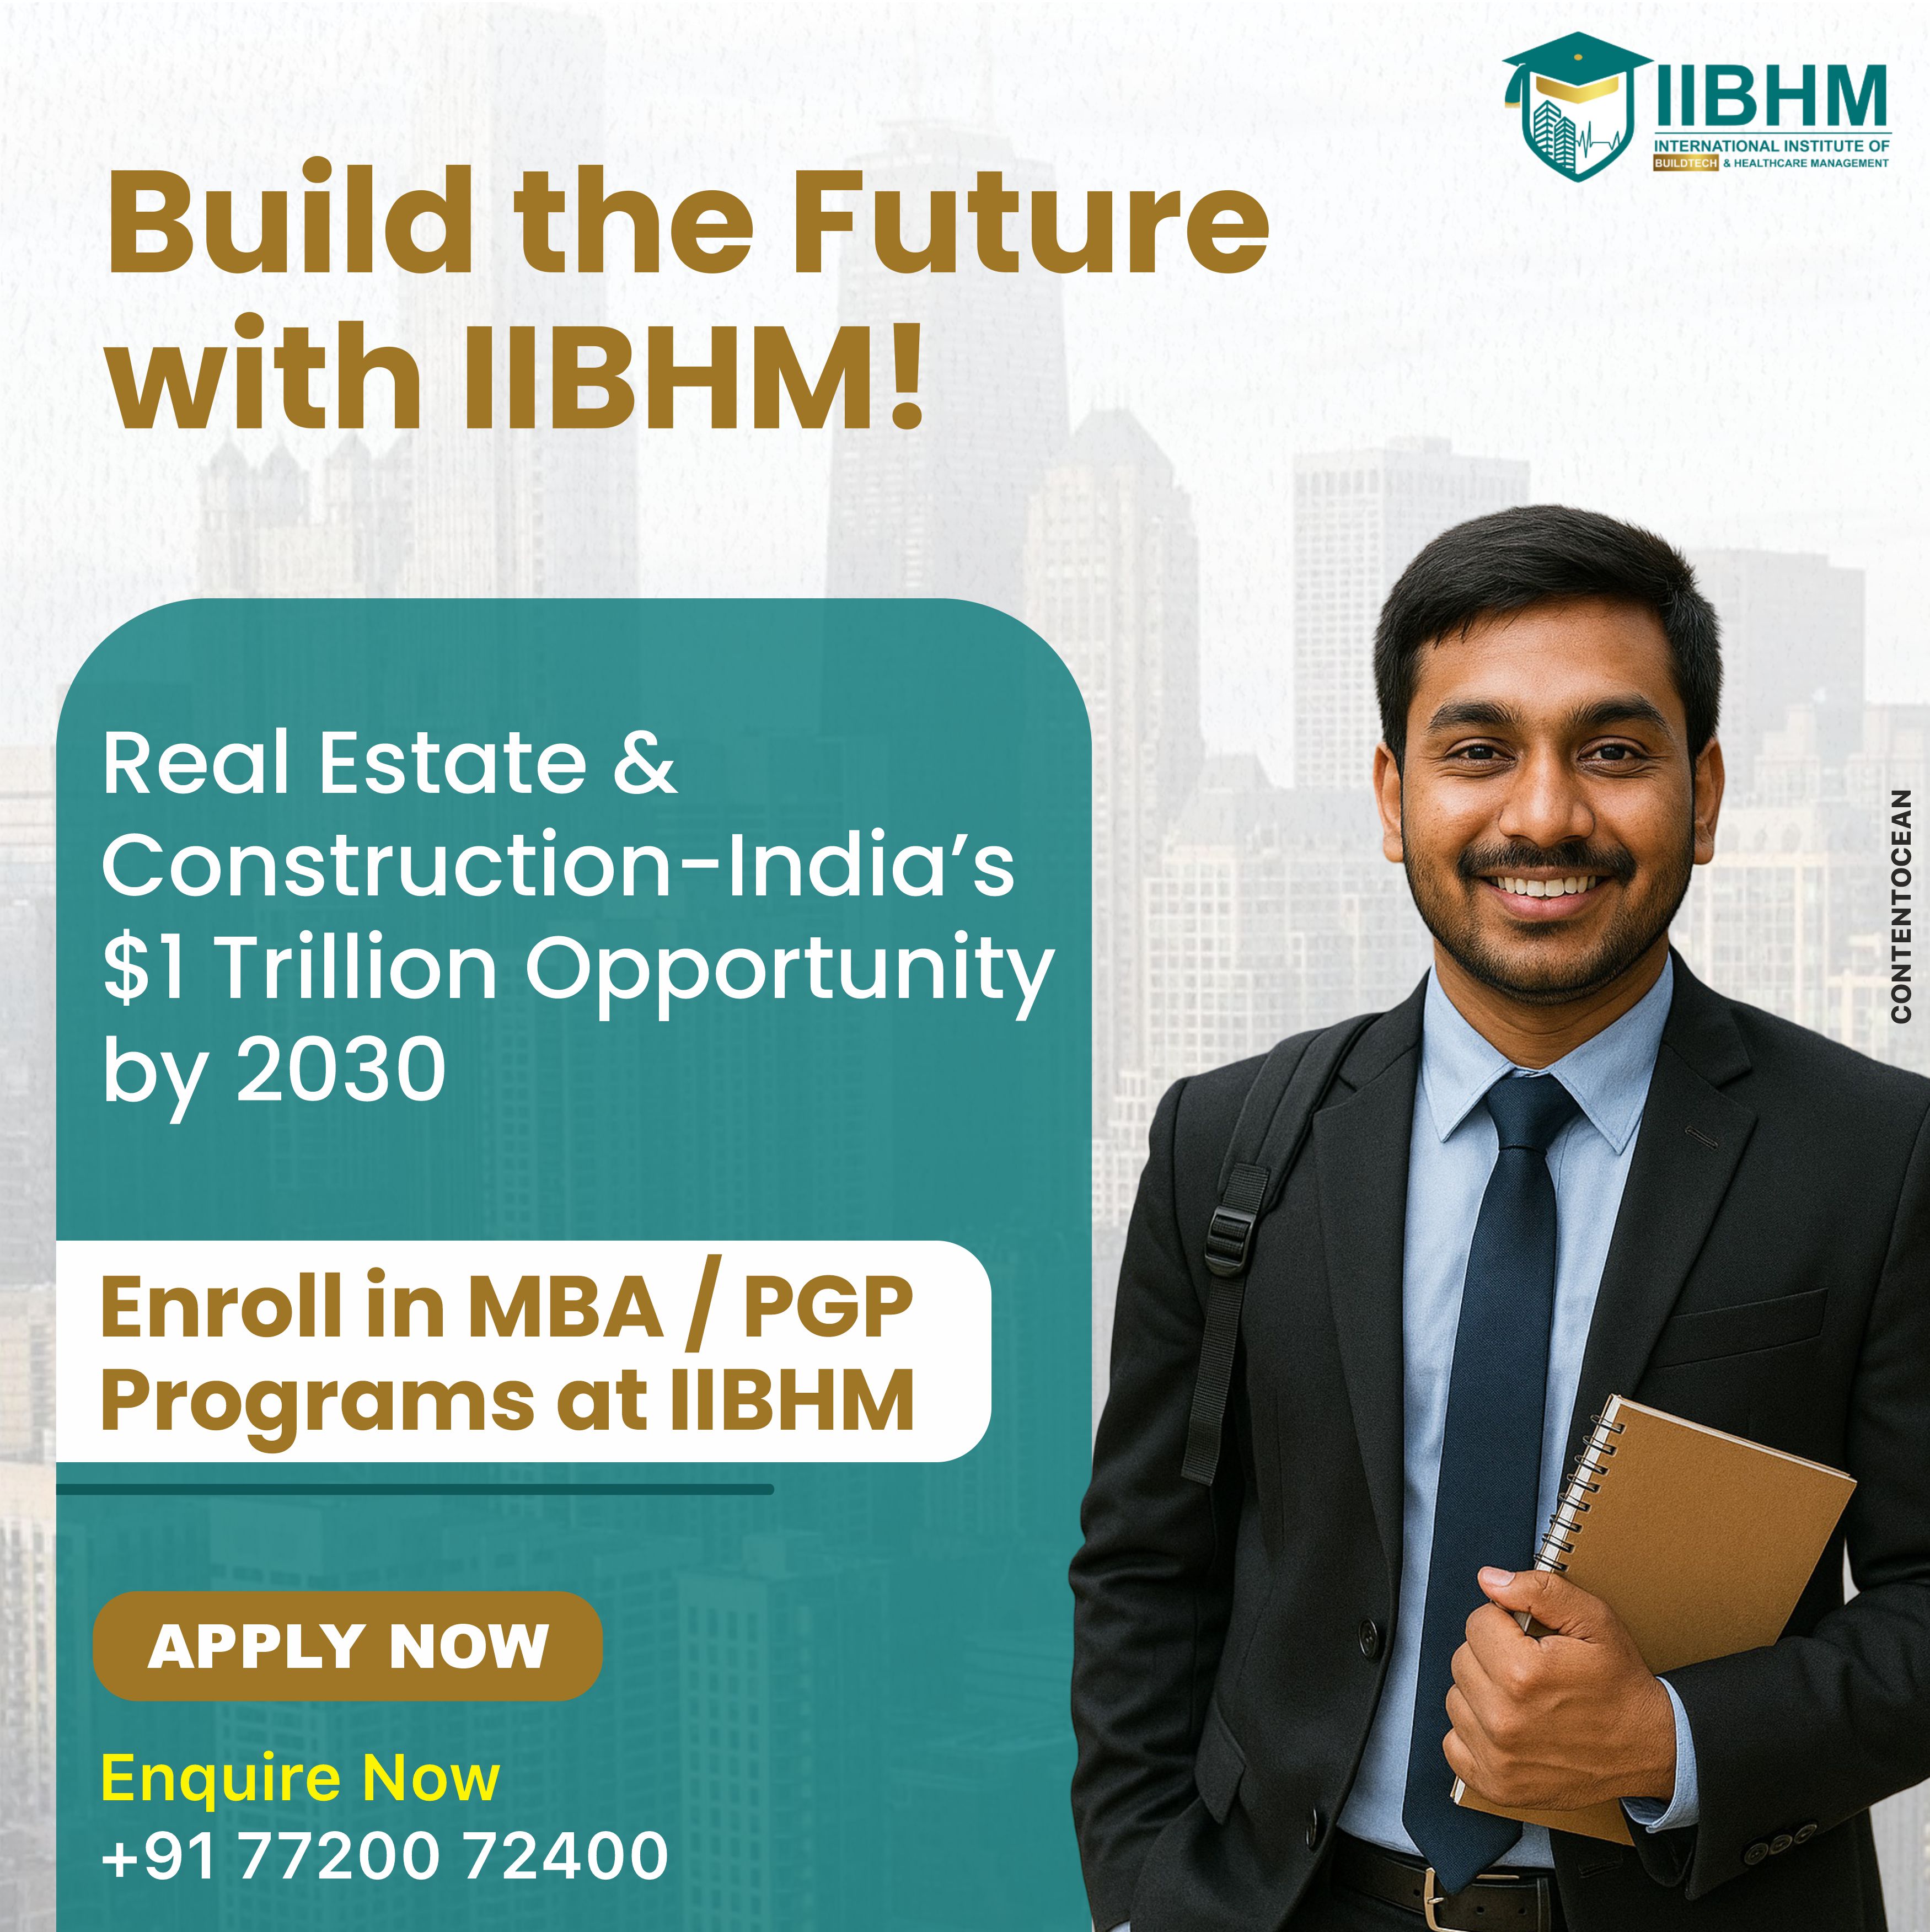 IIBHM
INTERNATIONAL INSTITUTE OF
BUILDTECH & HEALTHCARE MANAGEMENT
Build the Future
with IIBHM!
Real Estate &
Construction-India’s
$1 Trillion Opportunity
by 2030
Enroll in MBA / PGP
Programs at IIBHM
APPLY NOW
Enquire Now
+91 77200 72400
CONTENTOCEAN